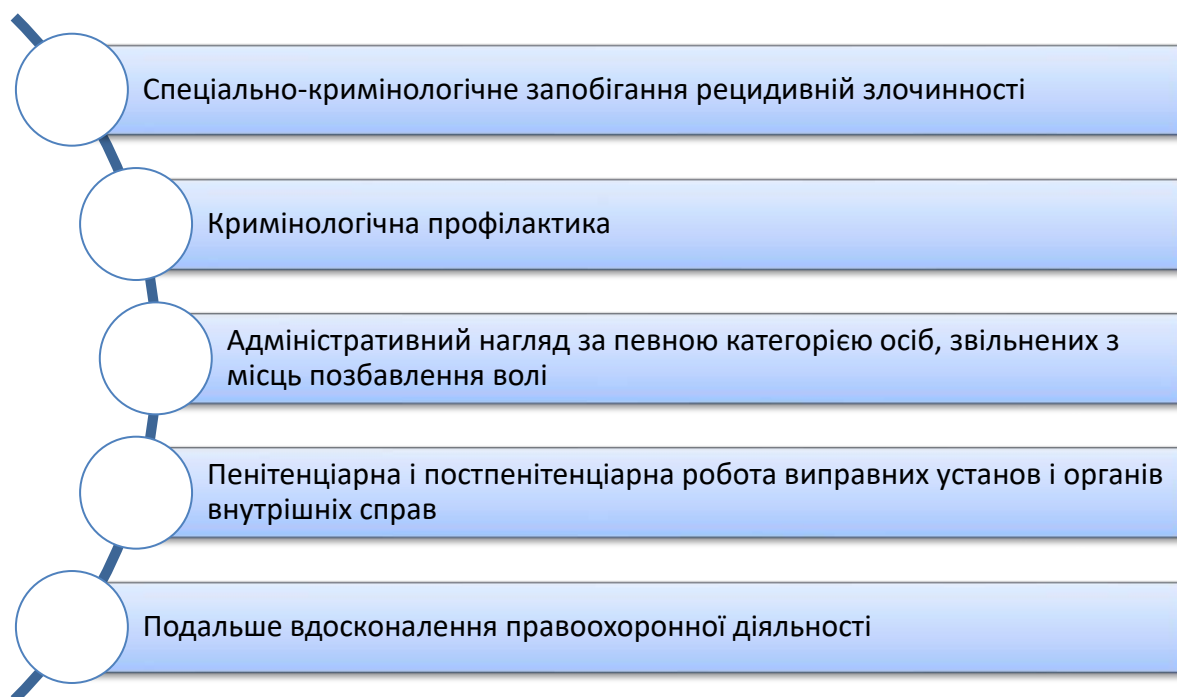 Спеціально-кримінологічне запобігання рецидивній злочинності
Кримінологічна профілактика
Адміністративний нагляд за певною категорією осіб, звільнених з
місць позбавлення волі
Пенітенціарна і постпенітенціарна робота виправних установ і органів
внутрішніх справ
Подальше вдосконалення правоохоронної діяльності